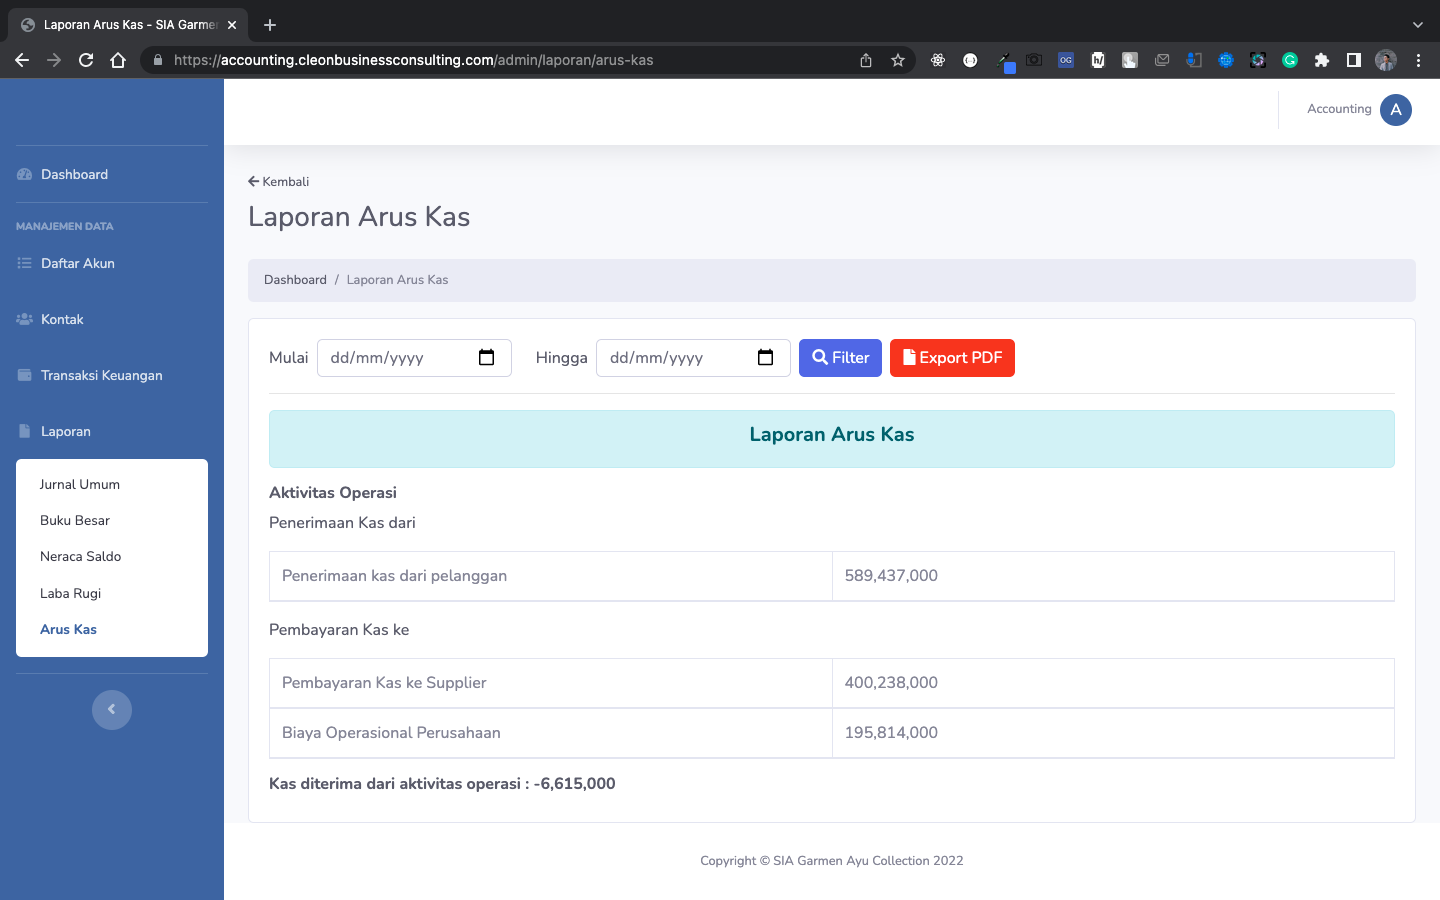 Laporan Arus Kas - SIA Garme
https://accounting.cleonbusinessconsulting.com/admin/laporan/arus-kas
OG
h/
G
Accounting A
Dashboard
MANAJEMEN DATA
Daftar Akun
Kontak
Transaksi Keuangan
Laporan
Jurnal Umum
Buku Besar
Neraca Saldo
Laba Rugi
Arus Kas
Kembali
Laporan Arus Kas
Dashboard / Laporan Arus Kas
Mulai dd/mm/yyyy Hingga dd/mm/yyyy Filter Export PDF
Laporan Arus Kas
Aktivitas Operasi
Penerimaan Kas dari
Penerimaan kas dari pelanggan 589,437,000
Pembayaran Kas ke
Pembayaran Kas ke Supplier 400,238,000
Biaya Operasional Perusahaan 195,814,000
Kas diterima dari aktivitas operasi : -6,615,000
Copyright © SIA Garmen Ayu Collection 2022